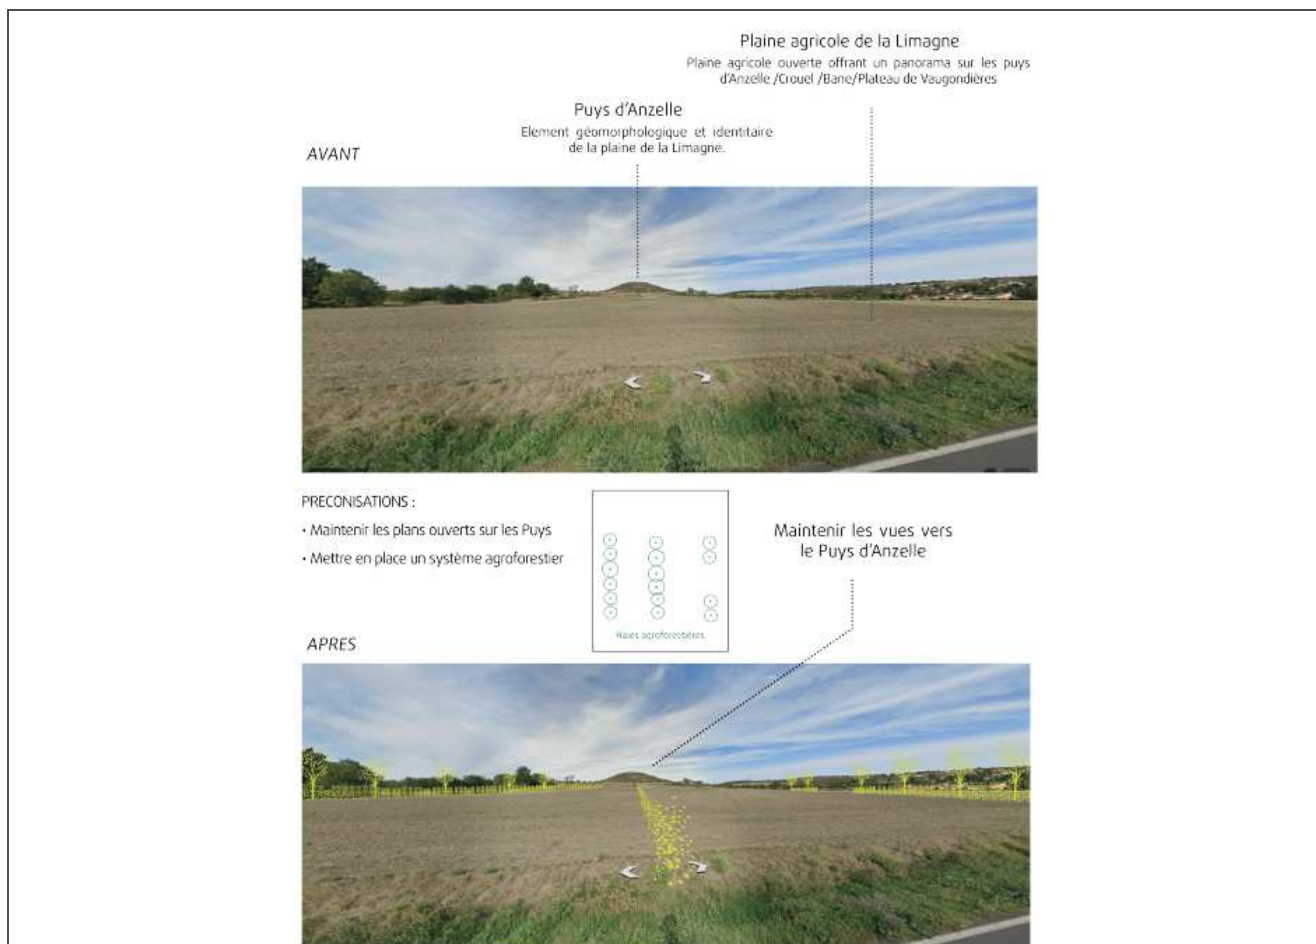 Plaine agricole de la Limagne
Plaine agricole ouverte offrant un panorama sur les puys
d'Anzelle /Crouel /Bane/Plateau de Vaugondières
Puys d'Anzelle
Element géomorphologique et identitaire
de la plaine de la Limagne.
AVANT
PRECONISATIONS :
• Maintenir les plans ouverts sur les Puys
• Mettre en place un système agroforestier
Maintenir les vues vers
le Puys d'Anzelle
Haies agroforestières
APRES